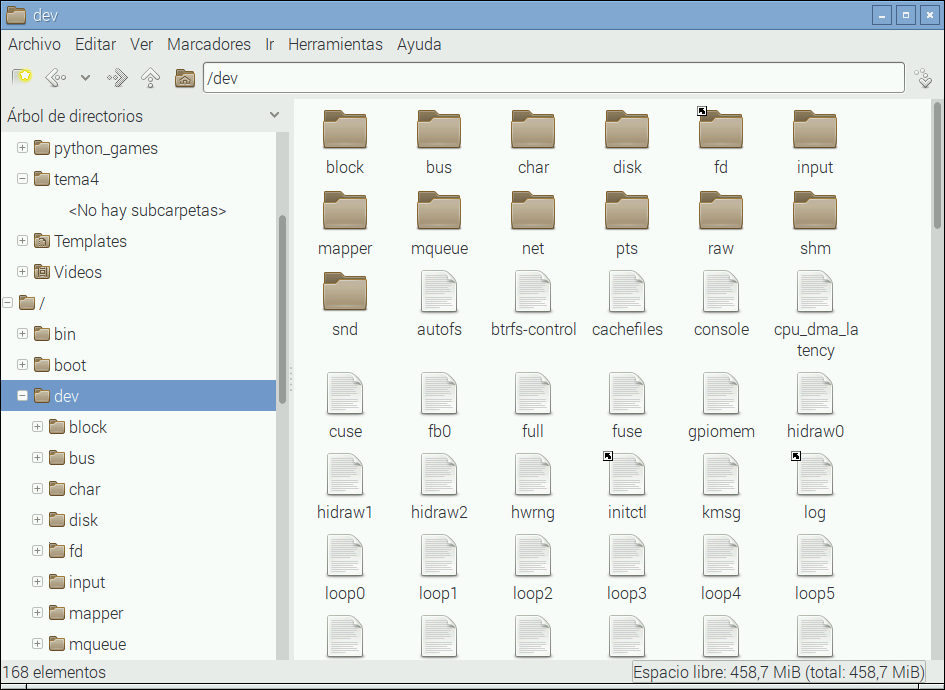 dev
Archivo Editar Ver Marcadores Ir Herramientas Ayuda
/dev
Árbol de directorios
python_games
tema4
<No hay subcarpetas>
Templates
Videos
/
bin
boot
dev
block
bus
char
disk
fd
input
mapper
mqueue
block bus char disk fd input
mapper mqueue net pts raw shm
snd autofs btrfs-control cachefiles console cpu_dma_la
tency
cuse fb0 full fuse gpiomem hidraw0
hidraw1 hidraw2 hwrng initctl kmsg log
loop0 loop1 loop2 loop3 loop4 loop5
168 elementos
Espacio libre: 458,7 MiB (total: 458,7 MiB)